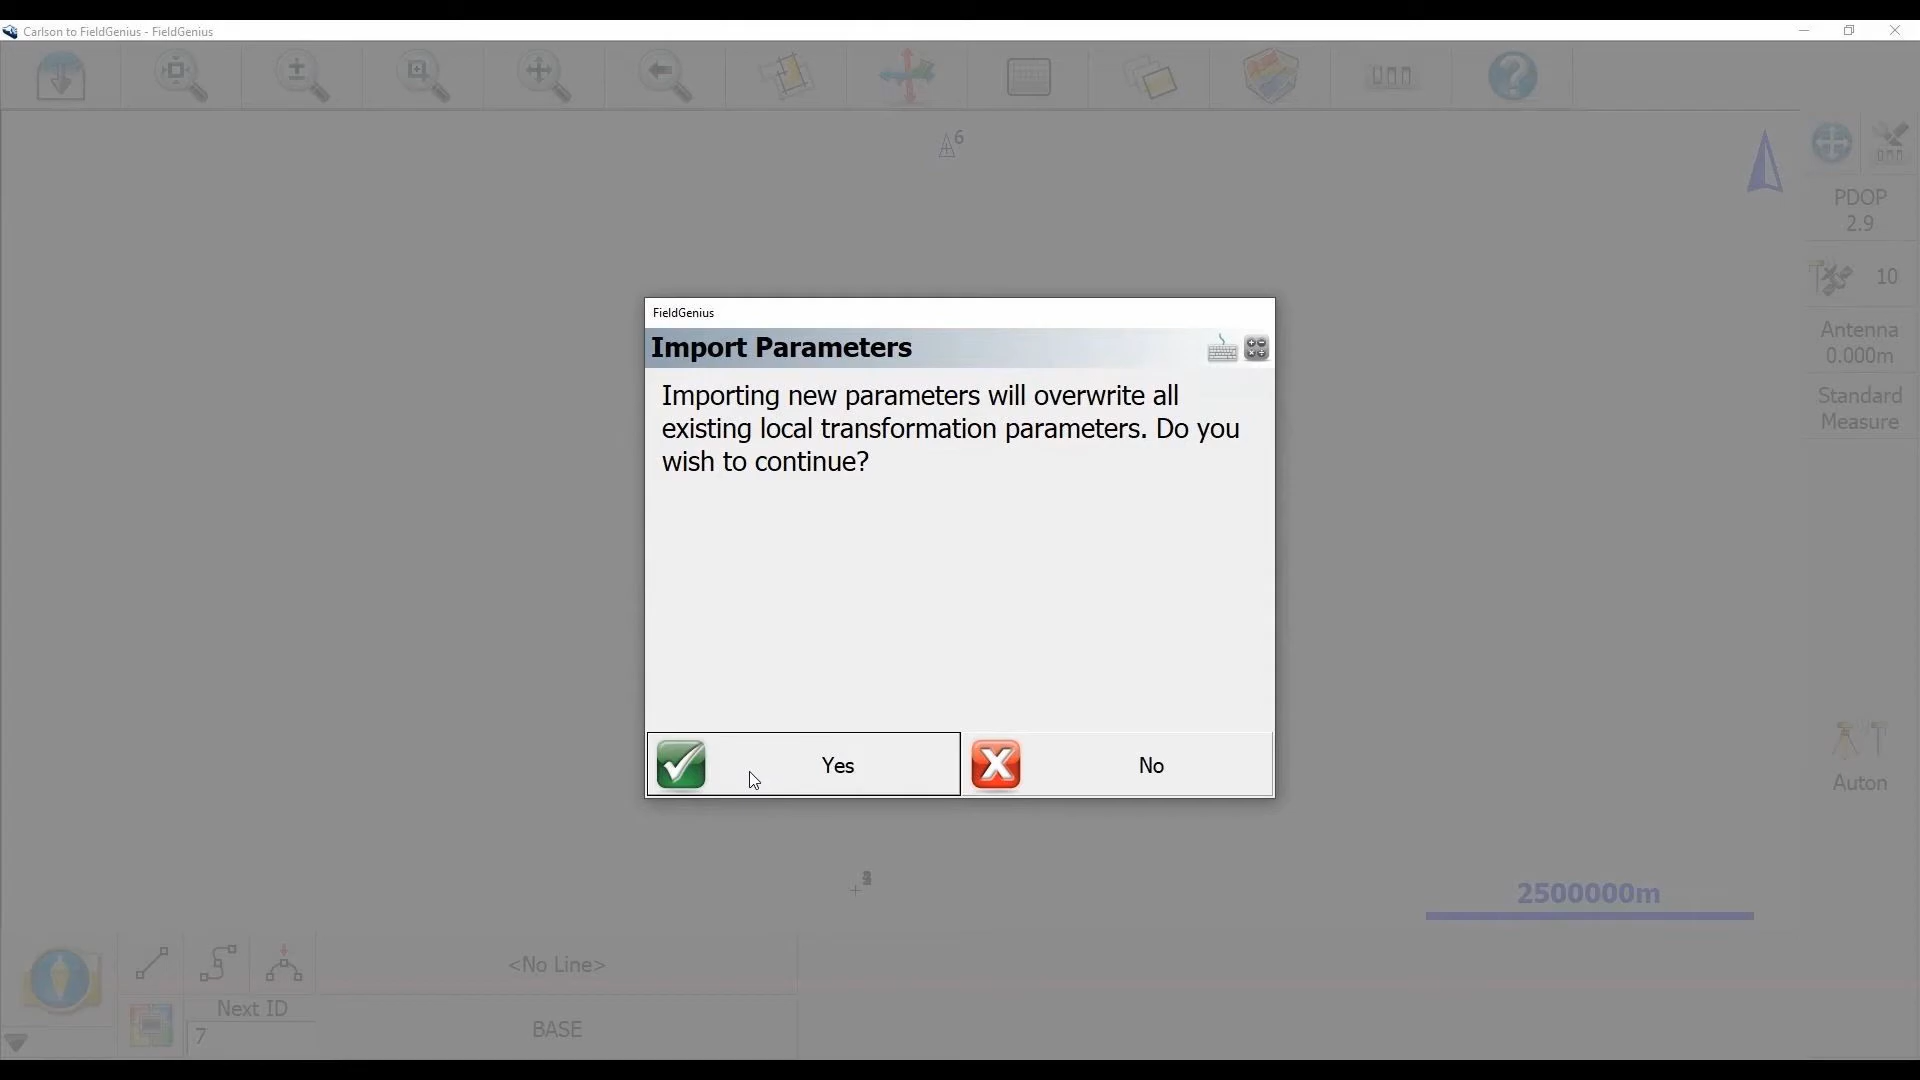 Carlson to FieldGenius - FieldGenius
6
PDOP
2.9
10
Antenna
0.000m
Standard
Measure
FieldGenius
Import Parameters
Importing new parameters will overwrite all
existing local transformation parameters. Do you
wish to continue?
Yes
No
Auton
2500000m
<No Line>
Next ID
7
BASE